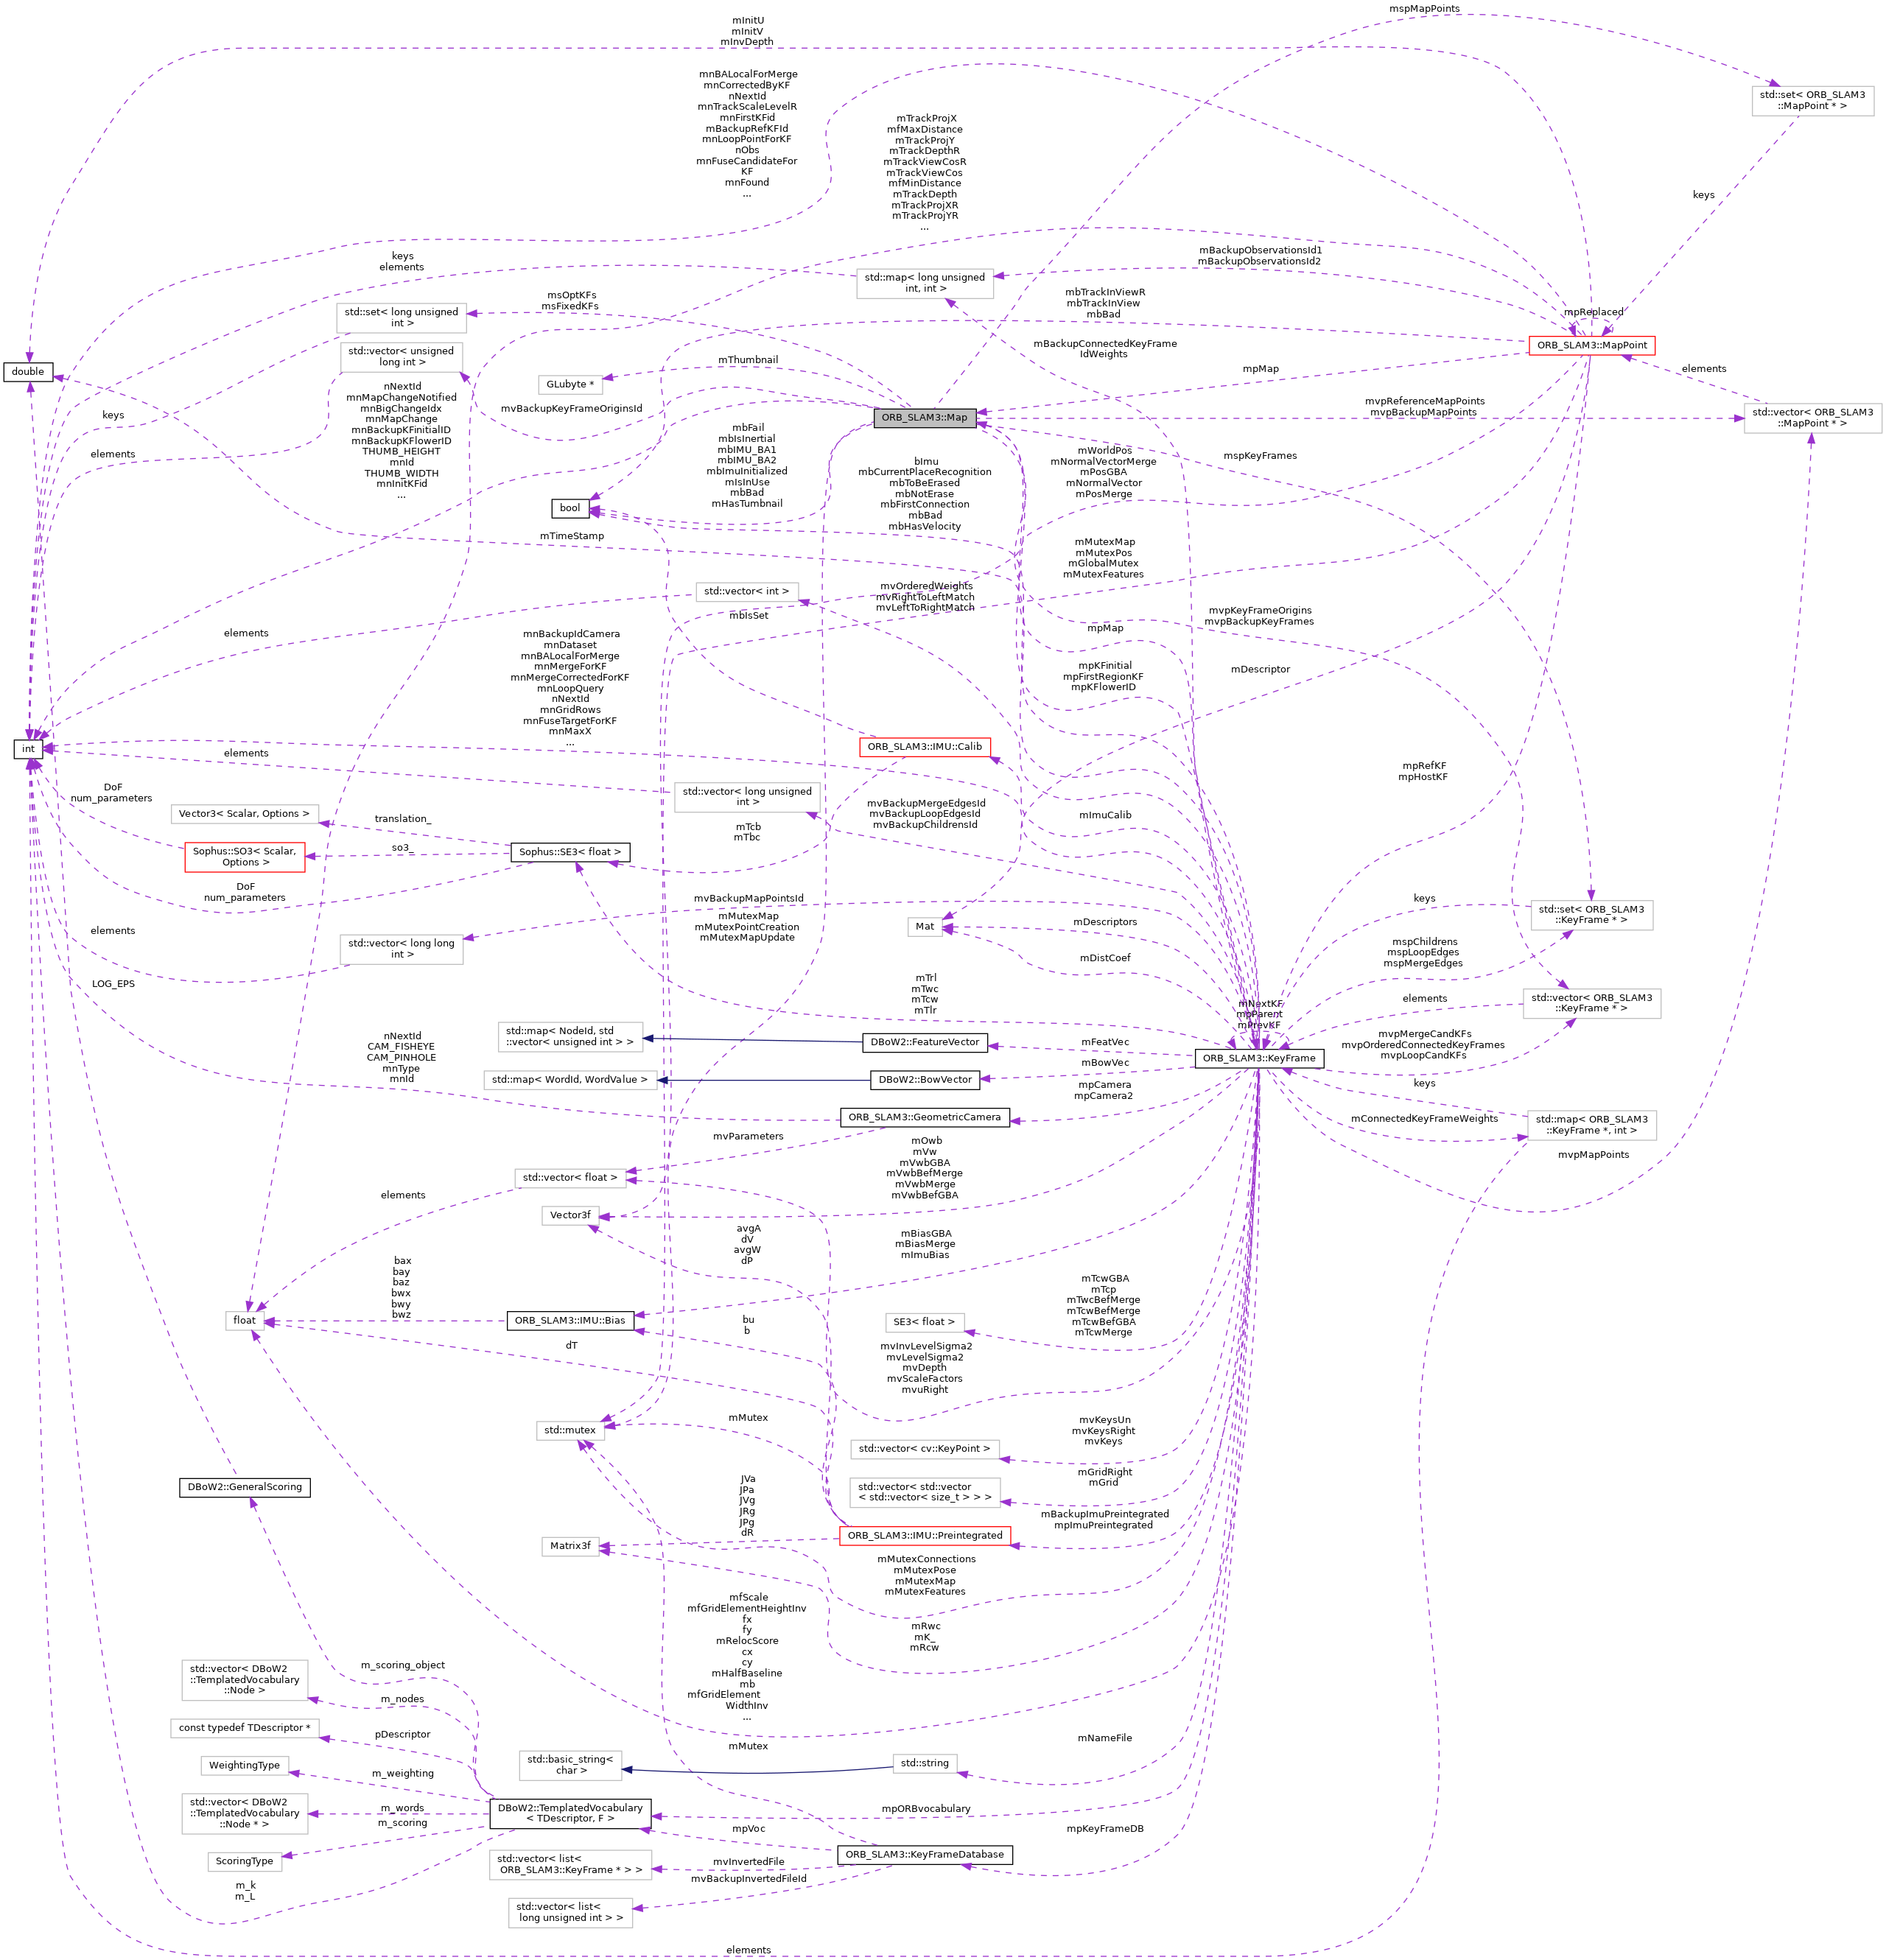 mspMapPoints
mInitU
mInitV
mInvDepth
mnBALocalForMerge
mnCorrectedByKF
nNextId
mnTrackScaleLevelR
mnFirstKFid
mBackupRefKFId
mnLoopPointForKF
nObs
mnFuseCandidateFor
KF
mnFound
...
std::set< ORB_SLAM3
::MapPoint * >
mTrackProjX
mfMaxDistance
mTrackProjY
mTrackDepthR
mTrackViewCosR
mTrackViewCos
mfMinDistance
mTrackDepth
mTrackProjXR
mTrackProjYR
...
keys
keys
elements
std::map< long unsigned
int, int >
mBackupObservationsId1
mBackupObservationsId2
std::set< long unsigned
int >
msOptKFs
msFixedKFs
mbTrackInViewR
mbTrackInView
mbBad
mpReplaced
ORB_SLAM3::MapPoint
mBackupConnectedKeyFrame
IdWeights
std::vector< unsigned
long int >
mThumbnail
GLubyte *
double
mpMap
elements
nNextId
mnMapChangeNotified
mnBigChangeIdx
mnMapChange
mnBackupKFinitialID
mnBackupKFlowerID
THUMB_HEIGHT
mnId
THUMB_WIDTH
mnInitKFid
...
keys
mvBackupKeyFrameOriginsId
ORB_SLAM3::Map
mvpReferenceMapPoints
mvpBackupMapPoints
std::vector< ORB_SLAM3
::MapPoint * >
elements
mbFail
mbIsInertial
mbIMU_BA1
mbIMU_BA2
mbImuInitialized
mIsInUse
mbBad
mHasTumbnail
bImu
mbCurrentPlaceRecognition
mbToBeErased
mbNotErase
mbFirstConnection
mbBad
mbHasVelocity
mWorldPos
mNormalVectorMerge
mPosGBA
mNormalVector
mPosMerge
mspKeyFrames
bool
mTimeStamp
mMutexMap
mMutexPos
mGlobalMutex
mMutexFeatures
std::vector< int >
mvOrderedWeights
mvRightToLeftMatch
mvLeftToRightMatch
mbIsSet
mvpKeyFrameOrigins
mvpBackupKeyFrames
mpMap
elements
mnBackupIdCamera
mnDataset
mnBALocalForMerge
mnMergeForKF
mnMergeCorrectedForKF
mnLoopQuery
nNextId
mnGridRows
mnFuseTargetForKF
mnMaxX
...
mpKFinitial
mpFirstRegionKF
mpKFlowerID
mDescriptor
int
ORB_SLAM3::IMU::Calib
elements
mpRefKF
mpHostKF
DoF
num_parameters
std::vector< long unsigned
int >
Vector3< Scalar, Options >
translation_
mTcb
mTbc
mvBackupMergeEdgesId
mvBackupLoopEdgesId
mvBackupChildrensId
mImuCalib
Sophus::SO3< Scalar,
Options >
so3_
Sophus::SE3< float >
DoF
num_parameters
mvBackupMapPointsId
mMutexMap
mMutexPointCreation
mMutexMapUpdate
Mat
mDescriptors
keys
std::set< ORB_SLAM3
::KeyFrame * >
elements
std::vector< long long
int >
mDistCoef
mspChildrens
mspLoopEdges
mspMergeEdges
LOG_EPS
mTrl
mTwc
mTcw
mTlr
mNextKF
mpParent
mPrevKF
elements
std::vector< ORB_SLAM3
::KeyFrame * >
std::map< NodeId, std
::vector< unsigned int > >
DBoW2::FeatureVector
mFeatVec
ORB_SLAM3::KeyFrame
mvpMergeCandKFs
mvpOrderedConnectedKeyFrames
mvpLoopCandKFs
nNextId
CAM_FISHEYE
CAM_PINHOLE
mnType
mnId
std::map< WordId, WordValue >
DBoW2::BowVector
mBowVec
keys
mpCamera
mpCamera2
ORB_SLAM3::GeometricCamera
mConnectedKeyFrameWeights
std::map< ORB_SLAM3
::KeyFrame *, int >
mvParameters
mvpMapPoints
mOwb
mVw
mVwbGBA
mVwbBefMerge
mVwbMerge
mVwbBefGBA
std::vector< float >
elements
Vector3f
avgA
dV
avgW
dP
mBiasGBA
mBiasMerge
mImuBias
bax
bay
baz
bwx
bwy
bwz
float
ORB_SLAM3::IMU::Bias
mTcwGBA
mTcp
mTwcBefMerge
mTcwBefMerge
mTcwBefGBA
mTcwMerge
SE3< float >
bu
b
dT
mvInvLevelSigma2
mvLevelSigma2
mvDepth
mvScaleFactors
mvuRight
std::mutex
mMutex
mvKeysUn
mvKeysRight
mvKeys
std::vector< cv::KeyPoint >
DBoW2::GeneralScoring
mGridRight
mGrid
std::vector< std::vector
< std::vector< size_t > > >
JVa
JPa
JVg
JRg
JPg
dR
mBackupImuPreintegrated
mpImuPreintegrated
ORB_SLAM3::IMU::Preintegrated
Matrix3f
mMutexConnections
mMutexPose
mMutexMap
mMutexFeatures
mfScale
mfGridElementHeightInv
fx
fy
mRelocScore
cx
cy
mHalfBaseline
mb
mfGridElement
WidthInv
...
mRwc
mK_
mRcw
m_scoring_object
std::vector< DBoW2
::TemplatedVocabulary
::Node >
m_nodes
const typedef TDescriptor *
pDescriptor
mMutex
mNameFile
WeightingType
m_weighting
std::basic_string<
char >
std::string
std::vector< DBoW2
::TemplatedVocabulary
::Node * >
m_words
m_scoring
DBoW2::TemplatedVocabulary
< TDescriptor, F >
mpORBvocabulary
mpVoc
mpKeyFrameDB
ScoringType
ORB_SLAM3::KeyFrameDatabase
std::vector< list<
ORB_SLAM3::KeyFrame * > >
mvInvertedFile
mvBackupInvertedFileId
m_k
m_L
std::vector< list<
long unsigned int > >
elements